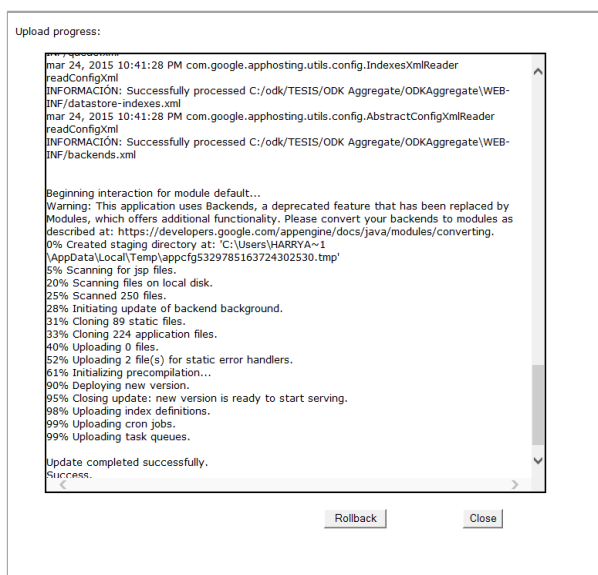 Upload progress:
INF/queue.xml
mar 24, 2015 10:41:28 PM com.google.apphosting.utils.config.IndexesXmlReader
readConfigXml
INFORMACIÓN: Successfully processed C:/odk/TESIS/ODK Aggregate/ODKAggregate\WEB-
INF/datastore-indexes.xml
mar 24, 2015 10:41:28 PM com.google.apphosting.utils.config.AbstractConfigXmlReader
readConfigXml
INFORMACIÓN: Successfully processed C:/odk/TESIS/ODK Aggregate/ODKAggregate\WEB-
INF/backends.xml
Beginning interaction for module default...
Warning: This application uses Backends, a deprecated feature that has been replaced by
Modules, which offers additional functionality. Please convert your backends to modules as
described at: https://developers.google.com/appengine/docs/java/modules/converting.
0% Created staging directory at: 'C:\Users\HARRYA~1
\AppData\Local\Temp\appcfg5329785163724302530.tmp'
5% Scanning for jsp files.
20% Scanning files on local disk.
25% Scanned 250 files.
28% Initiating update of backend background.
31% Cloning 89 static files.
33% Cloning 224 application files.
40% Uploading 0 files.
52% Uploading 2 file(s) for static error handlers.
61% Initializing precompilation...
90% Deploying new version.
95% Closing update: new version is ready to start serving.
98% Uploading index definitions.
99% Uploading cron jobs.
99% Uploading task queues.
Update completed successfully.
Success.
Rollback Close